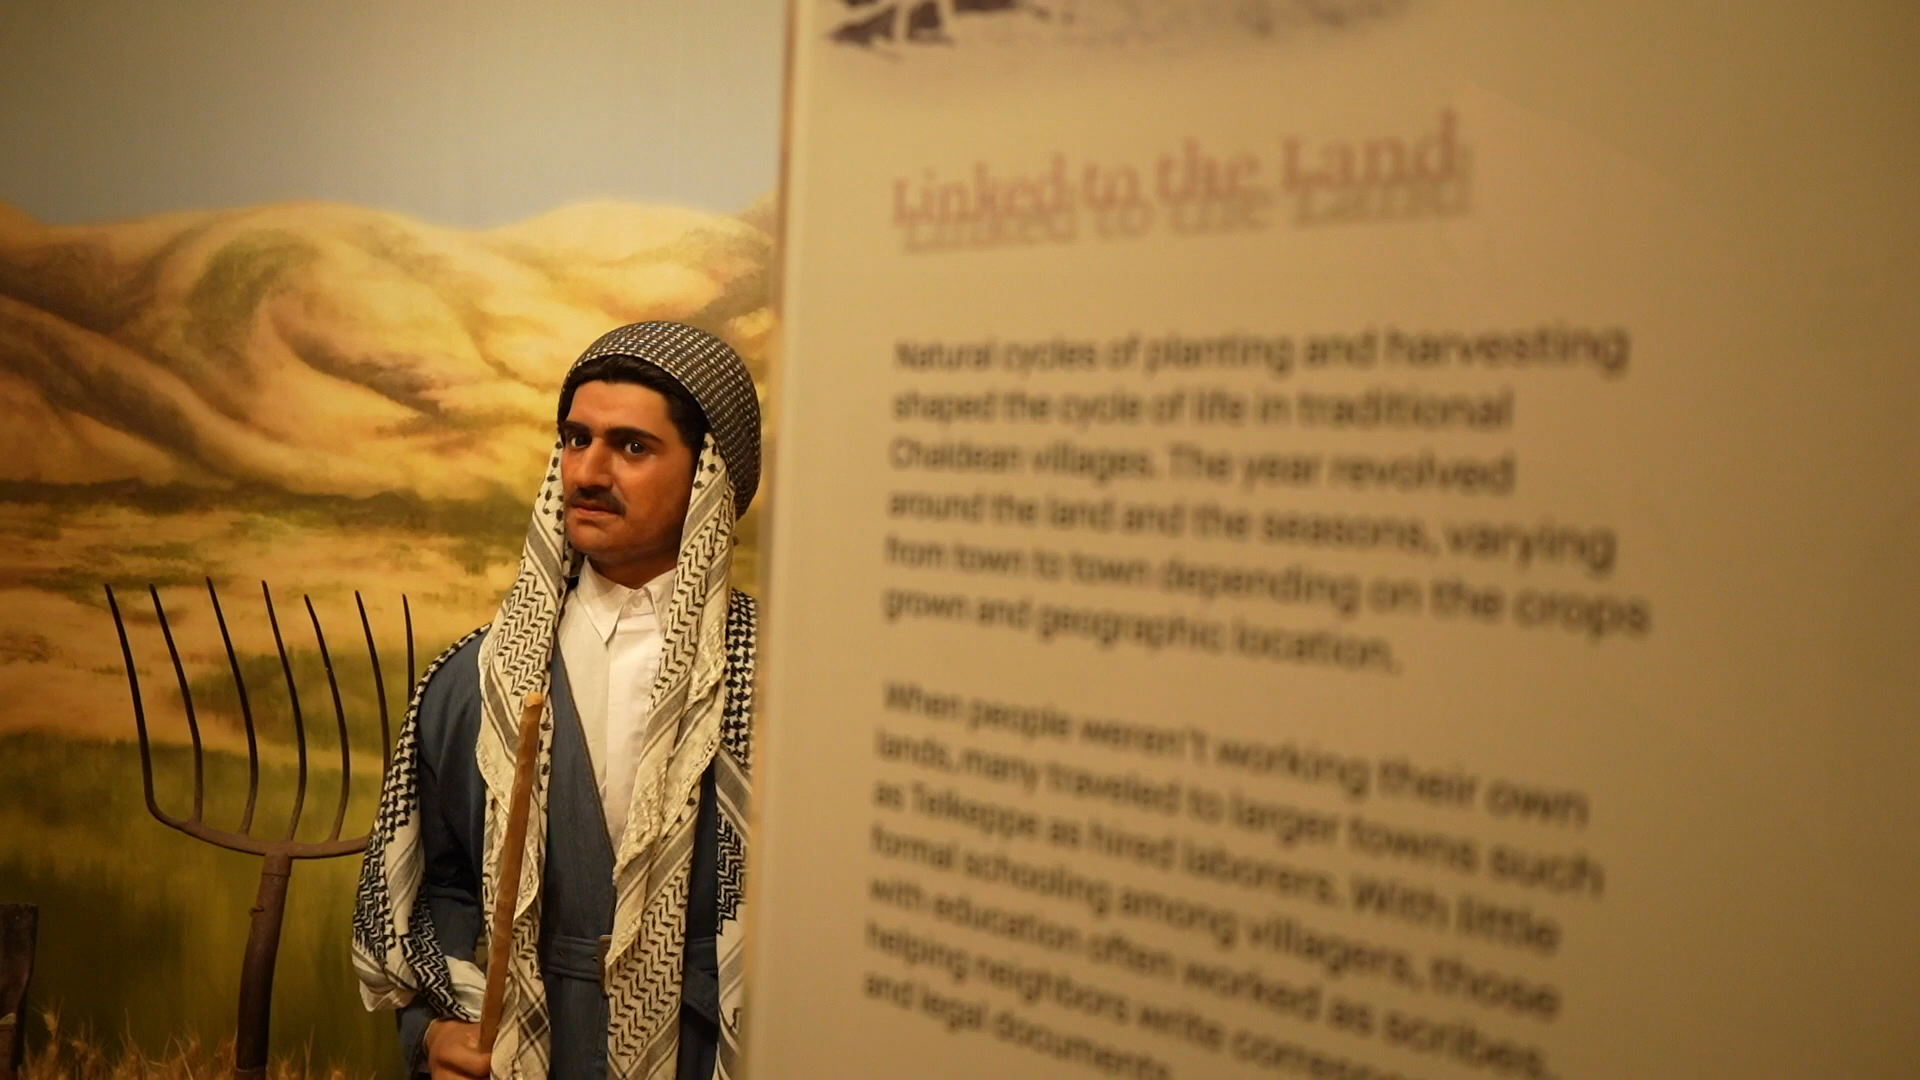 Linked to the Land
Natural cycles of planting and harvesting
shaped the cycle of life in traditional
Chaldean villages. The year revolved
around the land and the seasons, varying
from town to town depending on the crops
grown and geographic location.
When people weren't working their own
lands, many traveled to larger towns such
as Telkeppe as hired laborers. With little
formal schooling among villagers, those
with education often worked as scribes,
helping neighbors write
and legal documents.